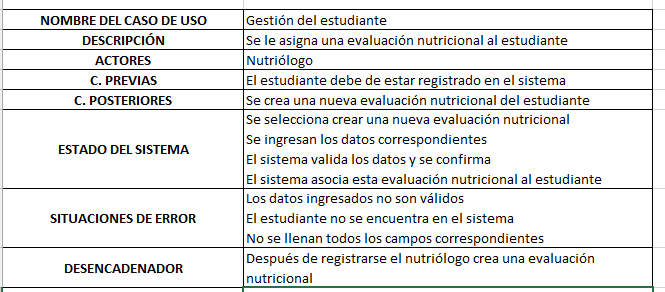 NOMBRE DEL CASO DE USO Gestión del estudiante
DESCRIPCIÓN Se le asigna una evaluación nutricional al estudiante
ACTORES Nutriólogo
C. PREVIAS El estudiante debe de estar registrado en el sistema
C. POSTERIORES Se crea una nueva evaluación nutricional del estudiante
ESTADO DEL SISTEMA
Se selecciona crear una nueva evaluación nutricional
Se ingresan los datos correspondientes
El sistema valida los datos y se confirma
El sistema asocia esta evaluación nutricional al estudiante
SITUACIONES DE ERROR
Los datos ingresados no son válidos
El estudiante no se encuentra en el sistema
No se llenan todos los campos correspondientes
DESENCADENADOR
Después de registrarse el nutriólogo crea una evaluación
nutricional